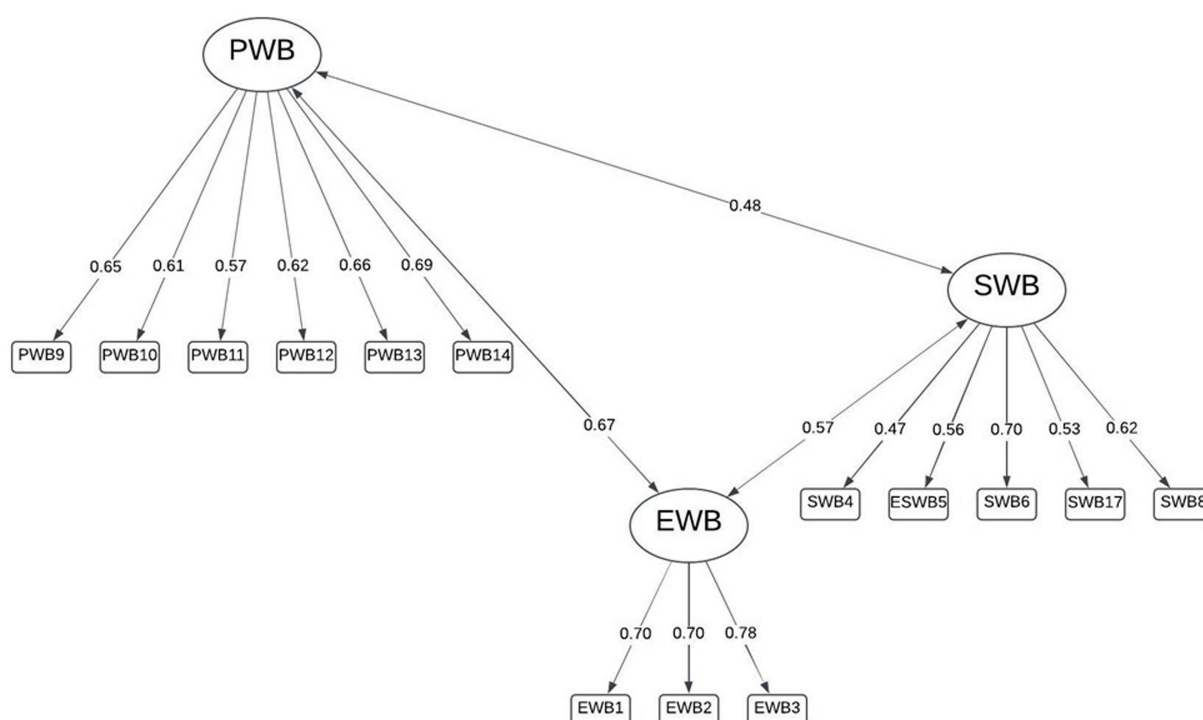 PWB
0.48
0.65 0.61 0.57 0.62 0.66 0.69
SWB
PWB9 PWB10 PWB11 PWB12 PWB13 PWB14
0.67
0.57 0.47 0.56 0.70 0.53 0.62
SWB4 ESWB5 SWB6 SWB17 SWB8
EWB
0.70 0.70 0.78
EWB1 EWB2 EWB3